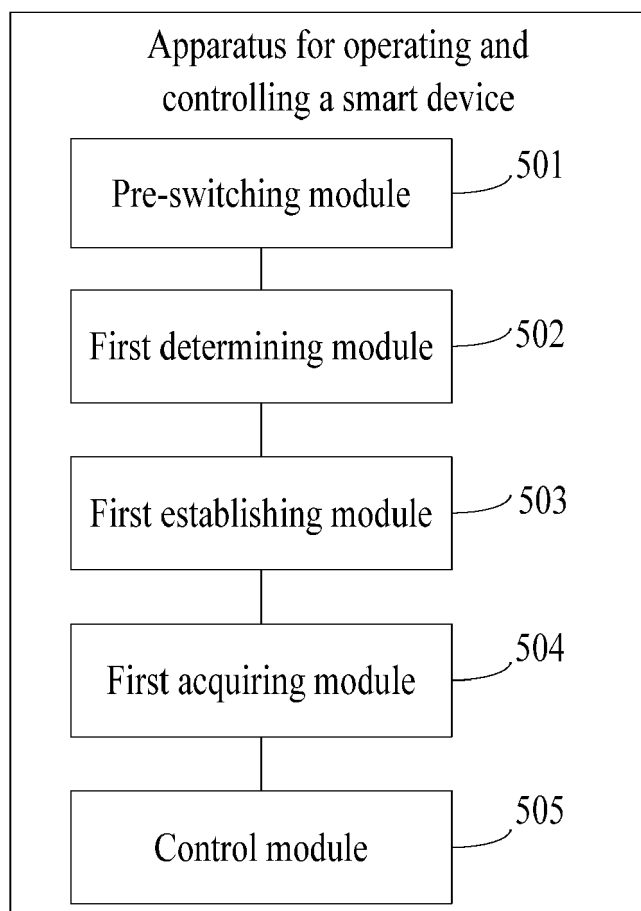 Apparatus for operating and
controlling a smart device
501
Pre-switching module
502
First determining module
503
First establishing module
504
First acquiring module
505
Control module